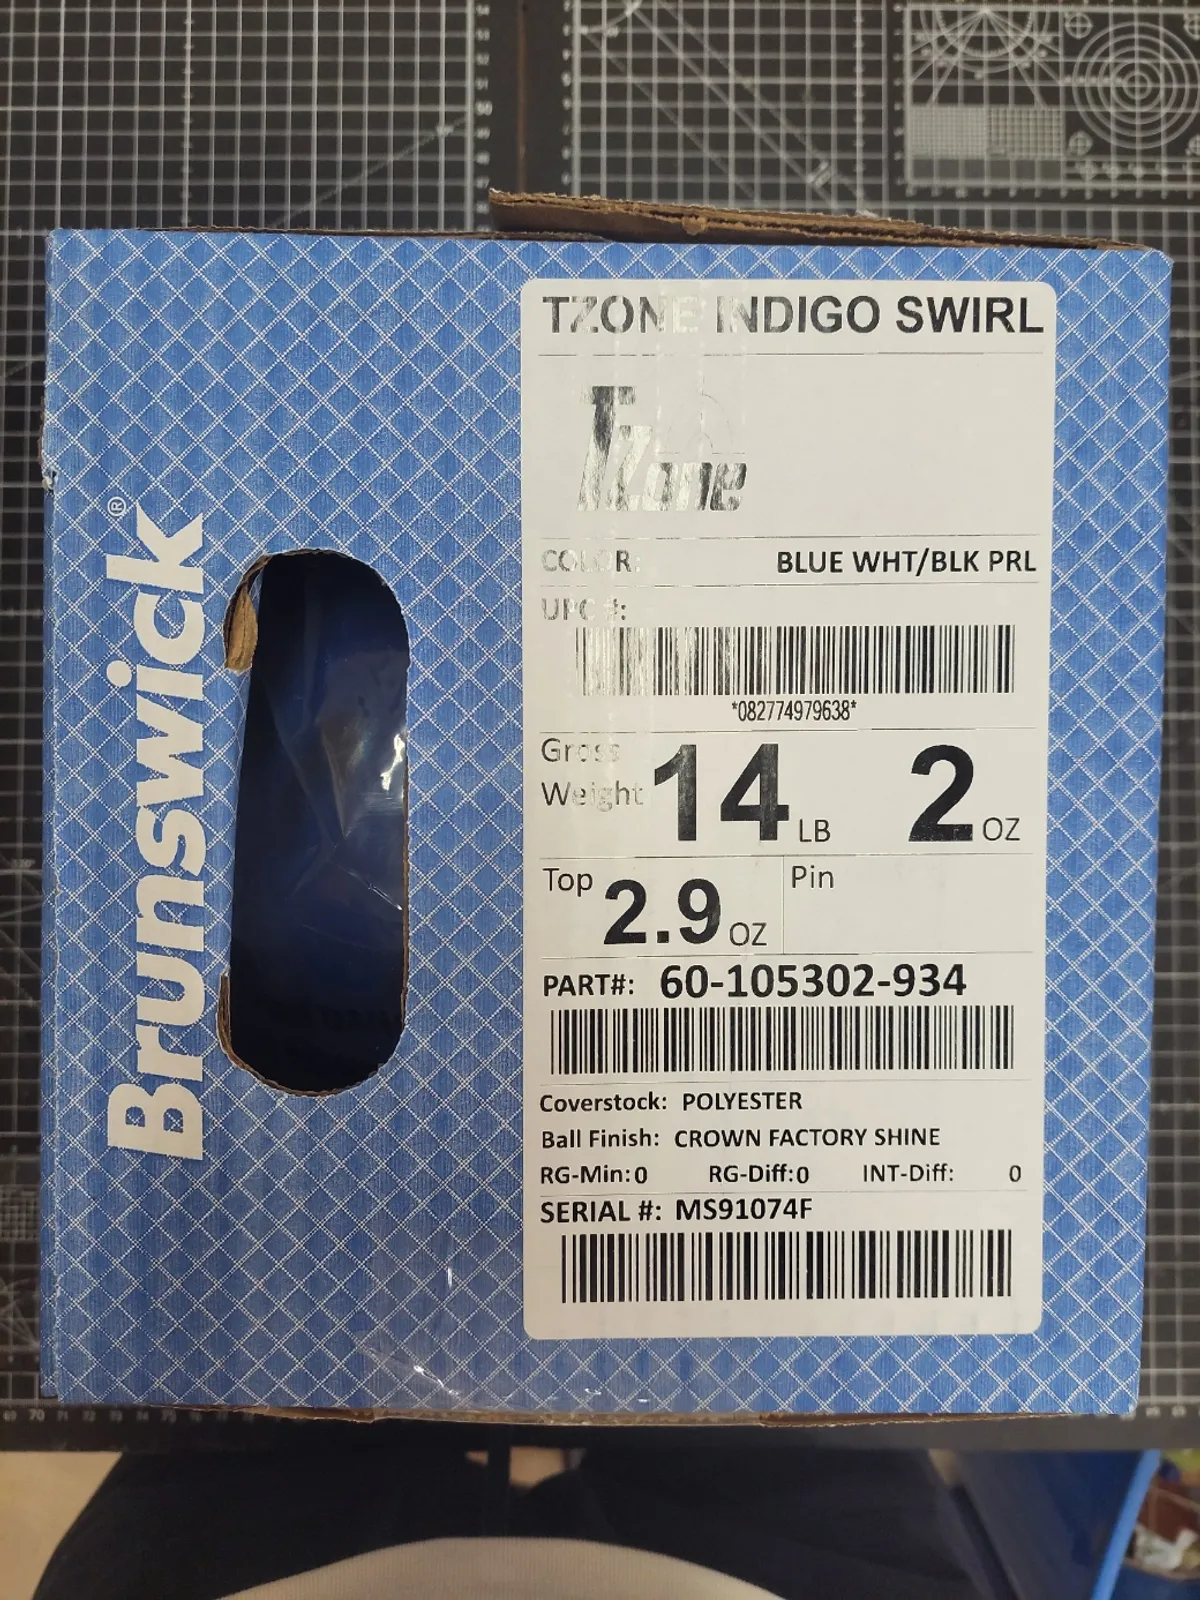 Brunswick®
TZONE INDIGO SWIRL
TZone
COLOR: BLUE WHT/BLK PRL
UPC #:
*082774979638*
Gross Weight 14 LB 2 OZ
Top 2.9 OZ Pin
PART#: 60-105302-934
Coverstock: POLYESTER
Ball Finish: CROWN FACTORY SHINE
RG-Min: 0 RG-Diff: 0 INT-Diff: 0
SERIAL #: MS91074F